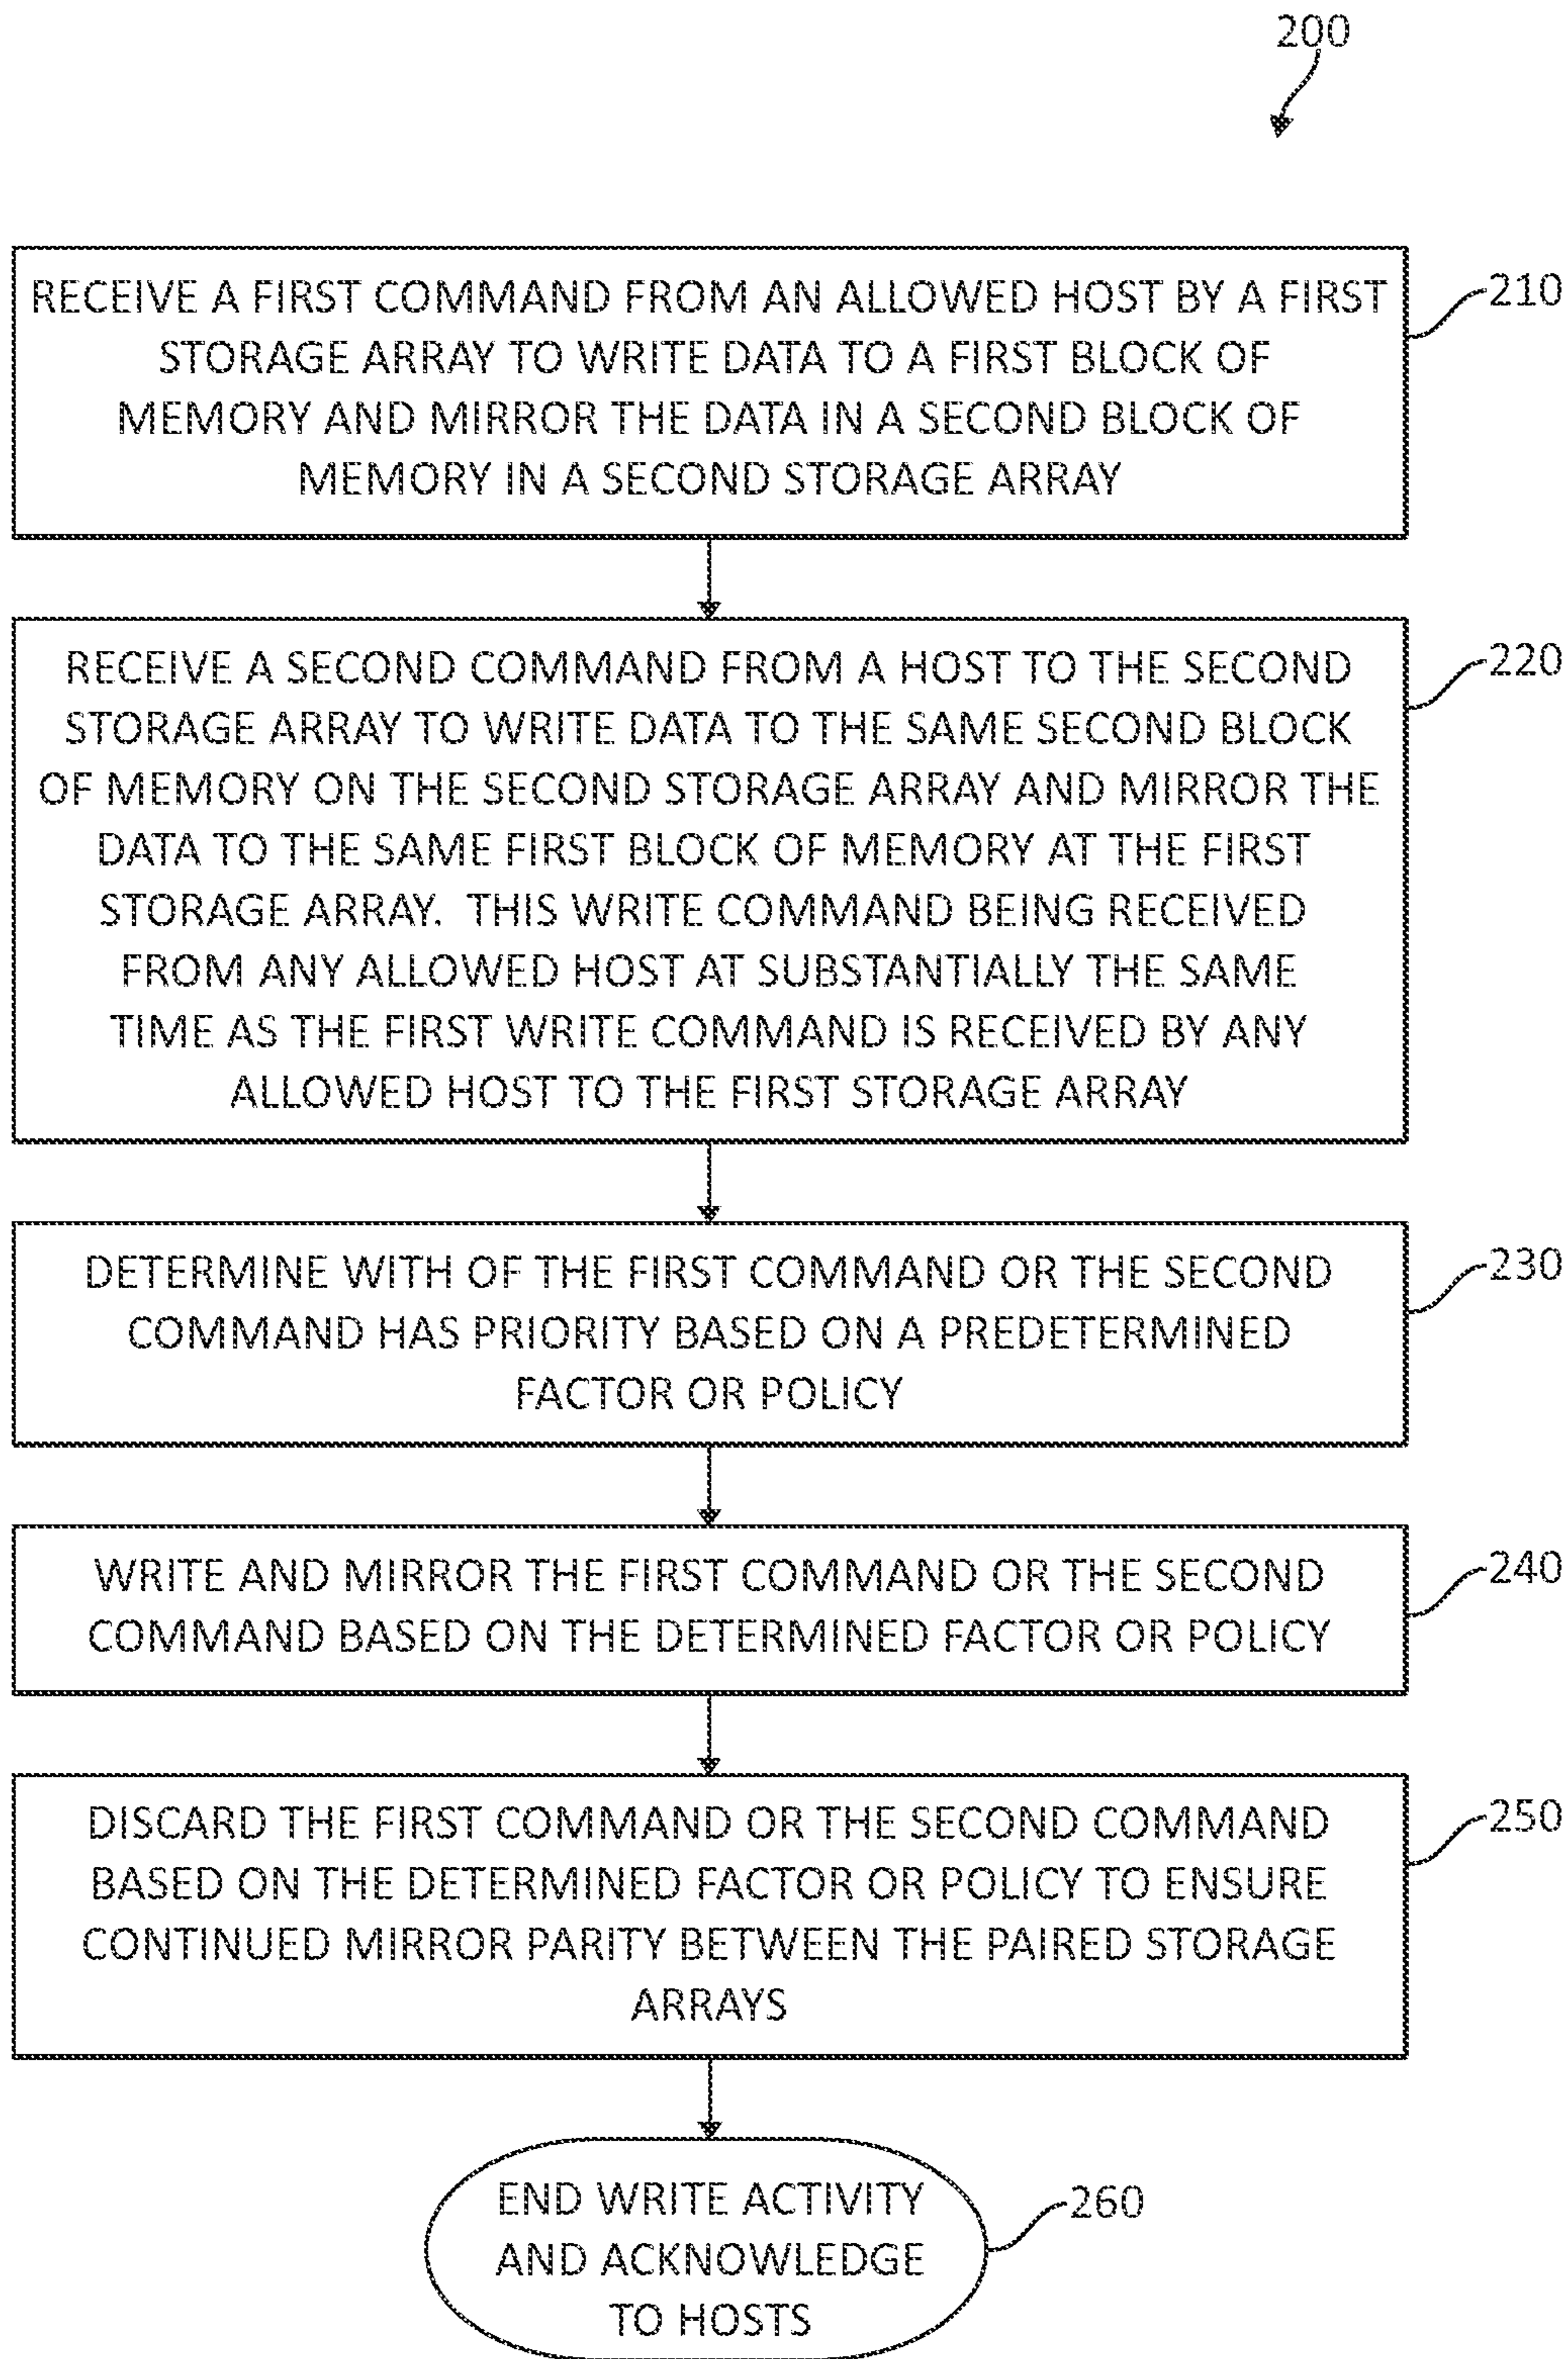 200
RECEIVE A FIRST COMMAND FROM AN ALLOWED HOST BY A FIRST
STORAGE ARRAY TO WRITE DATA TO A FIRST BLOCK OF
MEMORY AND MIRROR THE DATA IN A SECOND BLOCK OF
MEMORY IN A SECOND STORAGE ARRAY
210
RECEIVE A SECOND COMMAND FROM A HOST TO THE SECOND
STORAGE ARRAY TO WRITE DATA TO THE SAME SECOND BLOCK
OF MEMORY ON THE SECOND STORAGE ARRAY AND MIRROR THE
DATA TO THE SAME FIRST BLOCK OF MEMORY AT THE FIRST
STORAGE ARRAY. THIS WRITE COMMAND BEING RECEIVED
FROM ANY ALLOWED HOST AT SUBSTANTIALLY THE SAME
TIME AS THE FIRST WRITE COMMAND IS RECEIVED BY ANY
ALLOWED HOST TO THE FIRST STORAGE ARRAY
220
DETERMINE WITH OF THE FIRST COMMAND OR THE SECOND
COMMAND HAS PRIORITY BASED ON A PREDETERMINED
FACTOR OR POLICY
230
WRITE AND MIRROR THE FIRST COMMAND OR THE SECOND
COMMAND BASED ON THE DETERMINED FACTOR OR POLICY
240
DISCARD THE FIRST COMMAND OR THE SECOND COMMAND
BASED ON THE DETERMINED FACTOR OR POLICY TO ENSURE
CONTINUED MIRROR PARITY BETWEEN THE PAIRED STORAGE
ARRAYS
250
END WRITE ACTIVITY
AND ACKNOWLEDGE
TO HOSTS
260